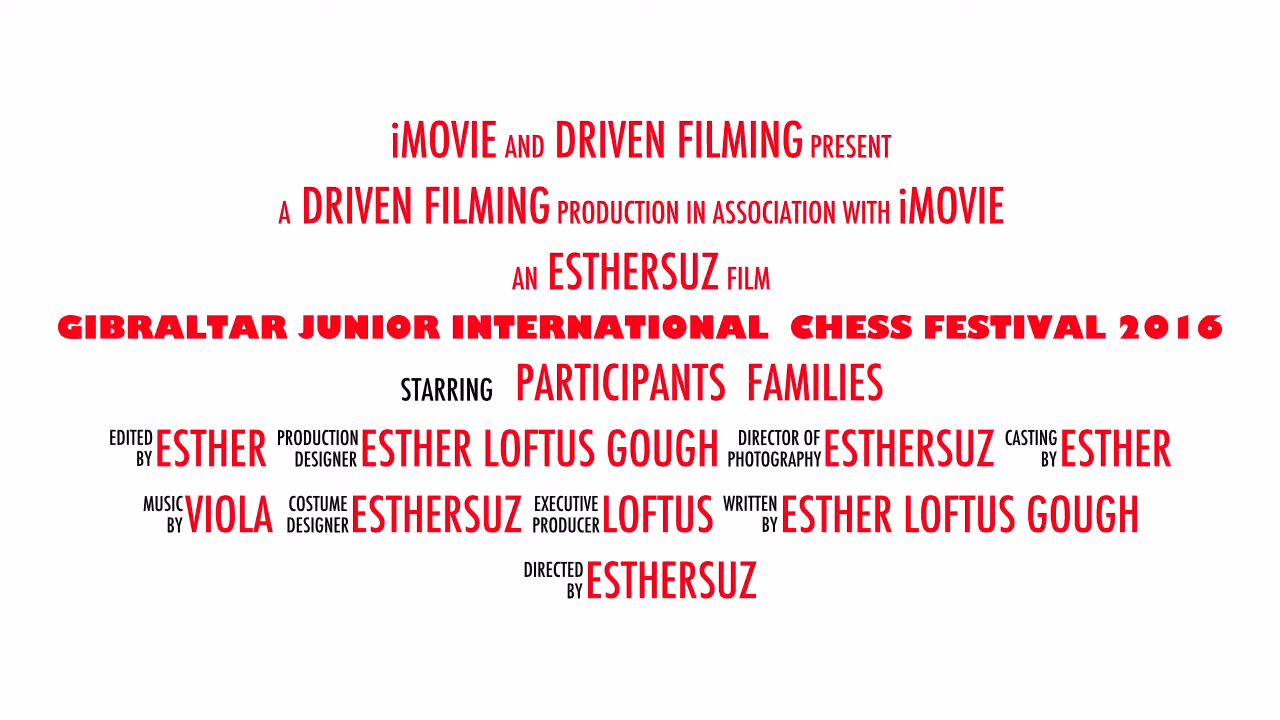 iMOVIE AND DRIVEN FILMING PRESENT
A DRIVEN FILMING PRODUCTION IN ASSOCIATION WITH iMOVIE
AN ESTHERSUZ FILM
GIBRALTAR JUNIOR INTERNATIONAL CHESS FESTIVAL 2016
STARRING PARTICIPANTS FAMILIES
EDITED BY ESTHER PRODUCTION DESIGNER ESTHER LOFTUS GOUGH DIRECTOR OF PHOTOGRAPHY ESTHERSUZ CASTING BY ESTHER
MUSIC BY VIOLA COSTUME DESIGNER ESTHERSUZ EXECUTIVE PRODUCER LOFTUS WRITTEN BY ESTHER LOFTUS GOUGH
DIRECTED BY ESTHERSUZ